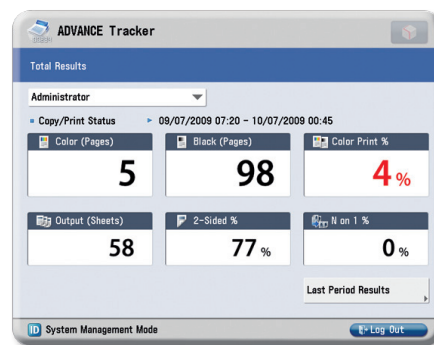 ADVANCE Tracker
Total Results
Administrator
Copy/Print Status 09/07/2009 07:20 - 10/07/2009 00:45
Color (Pages) Black (Pages) Color Print %
5 98 4 %
Output (Sheets) 2-Sided % N on 1 %
58 77 % 0 %
Last Period Results
ID System Management Mode Log Out